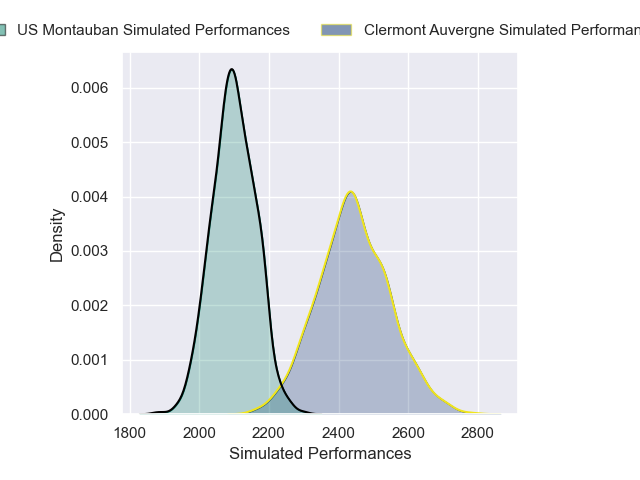 US Montauban Simulated Performances
Clermont Auvergne Simulated
0.006
0.005
0.004
0.003
0.002
0.001
0.000
Density
1800 2000 2200 2400 2600 2800
Simulated Performances